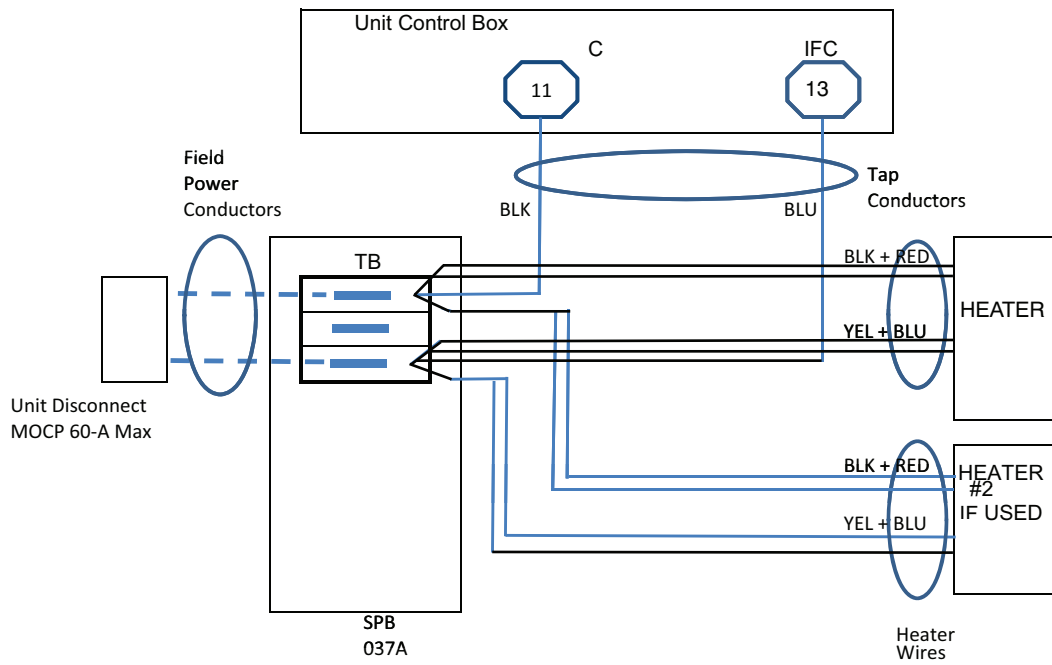 Unit Control Box
C
IFC
11
13
Field
Power
Conductors
Tap
Conductors
BLK
BLU
TB
BLK + RED
HEATER
YEL + BLU
Unit Disconnect
MOCP 60-A Max
BLK + RED
HEATER
#2
IF USED
YEL + BLU
SPB
037A
Heater
Wires